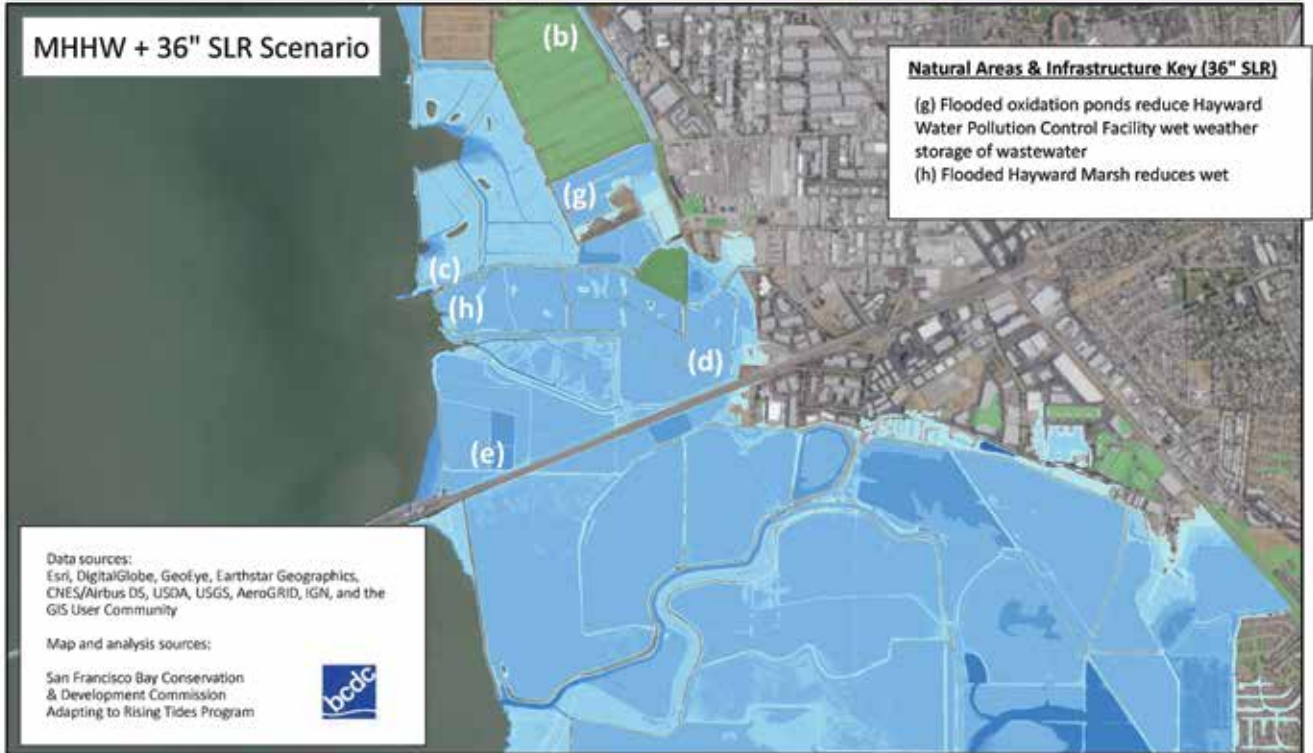 MHHW + 36" SLR Scenario
(b)
Natural Areas & Infrastructure Key (36" SLR)
(g) Flooded oxidation ponds reduce Hayward
Water Pollution Control Facility wet weather
storage of wastewater
(h) Flooded Hayward Marsh reduces wet
(g)
(c)
(h)
(d)
(e)
Data sources:
Esri, DigitalGlobe, GeoEye, Earthstar Geographics,
CNES/Airbus DS, USDA, USGS, AeroGRID, IGN, and the
GIS User Community
Map and analysis sources:
San Francisco Bay Conservation
& Development Commission
Adapting to Rising Tides Program
bcdc